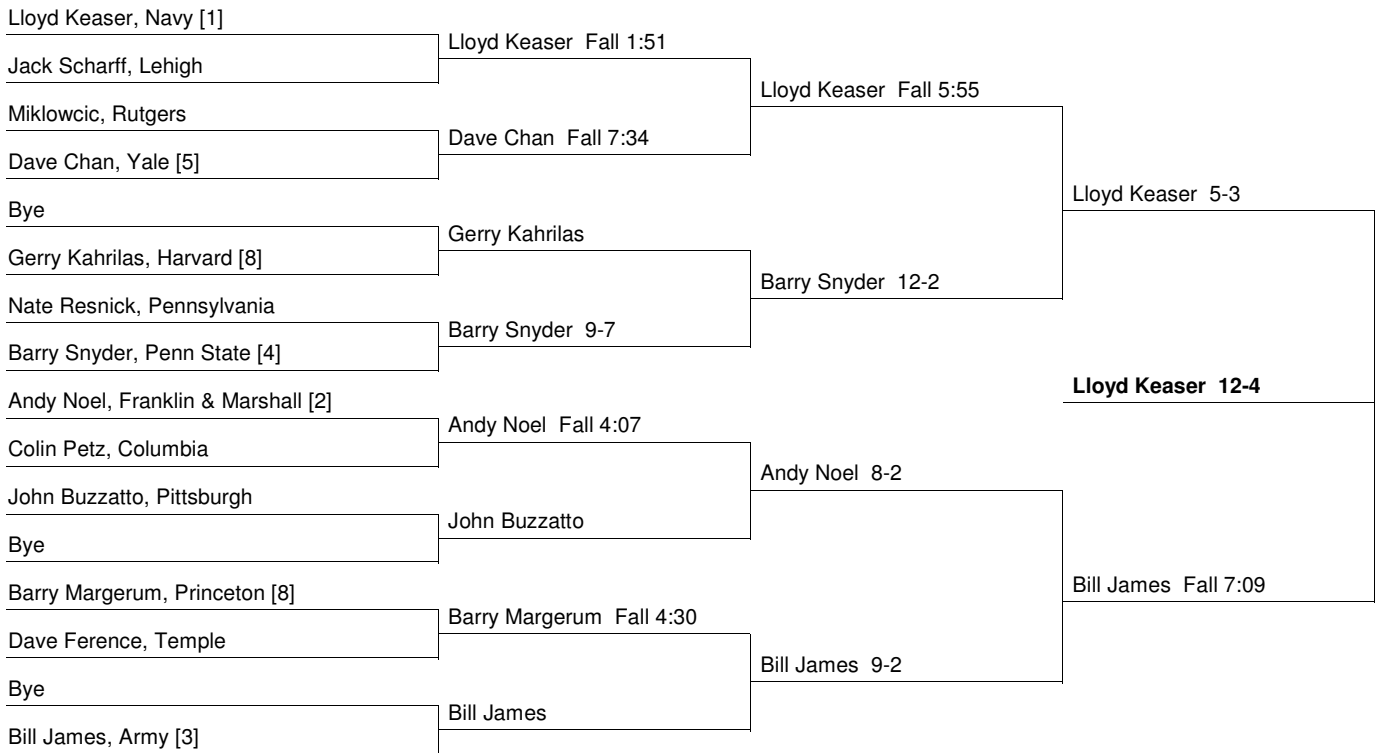 Lloyd Keaser, Navy [1]
Jack Scharff, Lehigh
Miklowcic, Rutgers
Dave Chan, Yale [5]
Bye
Gerry Kahrilas, Harvard [8]
Nate Resnick, Pennsylvania
Barry Snyder, Penn State [4]
Andy Noel, Franklin & Marshall [2]
Colin Petz, Columbia
John Buzzatto, Pittsburgh
Bye
Barry Margerum, Princeton [8]
Dave Ference, Temple
Bye
Bill James, Army [3]
Lloyd Keaser Fall 1:51
Dave Chan Fall 7:34
Gerry Kahrilas
Barry Snyder 9-7
Andy Noel Fall 4:07
John Buzzatto
Barry Margerum Fall 4:30
Bill James
Lloyd Keaser Fall 5:55
Barry Snyder 12-2
Andy Noel 8-2
Bill James 9-2
Lloyd Keaser 5-3
Bill James Fall 7:09
Lloyd Keaser 12-4